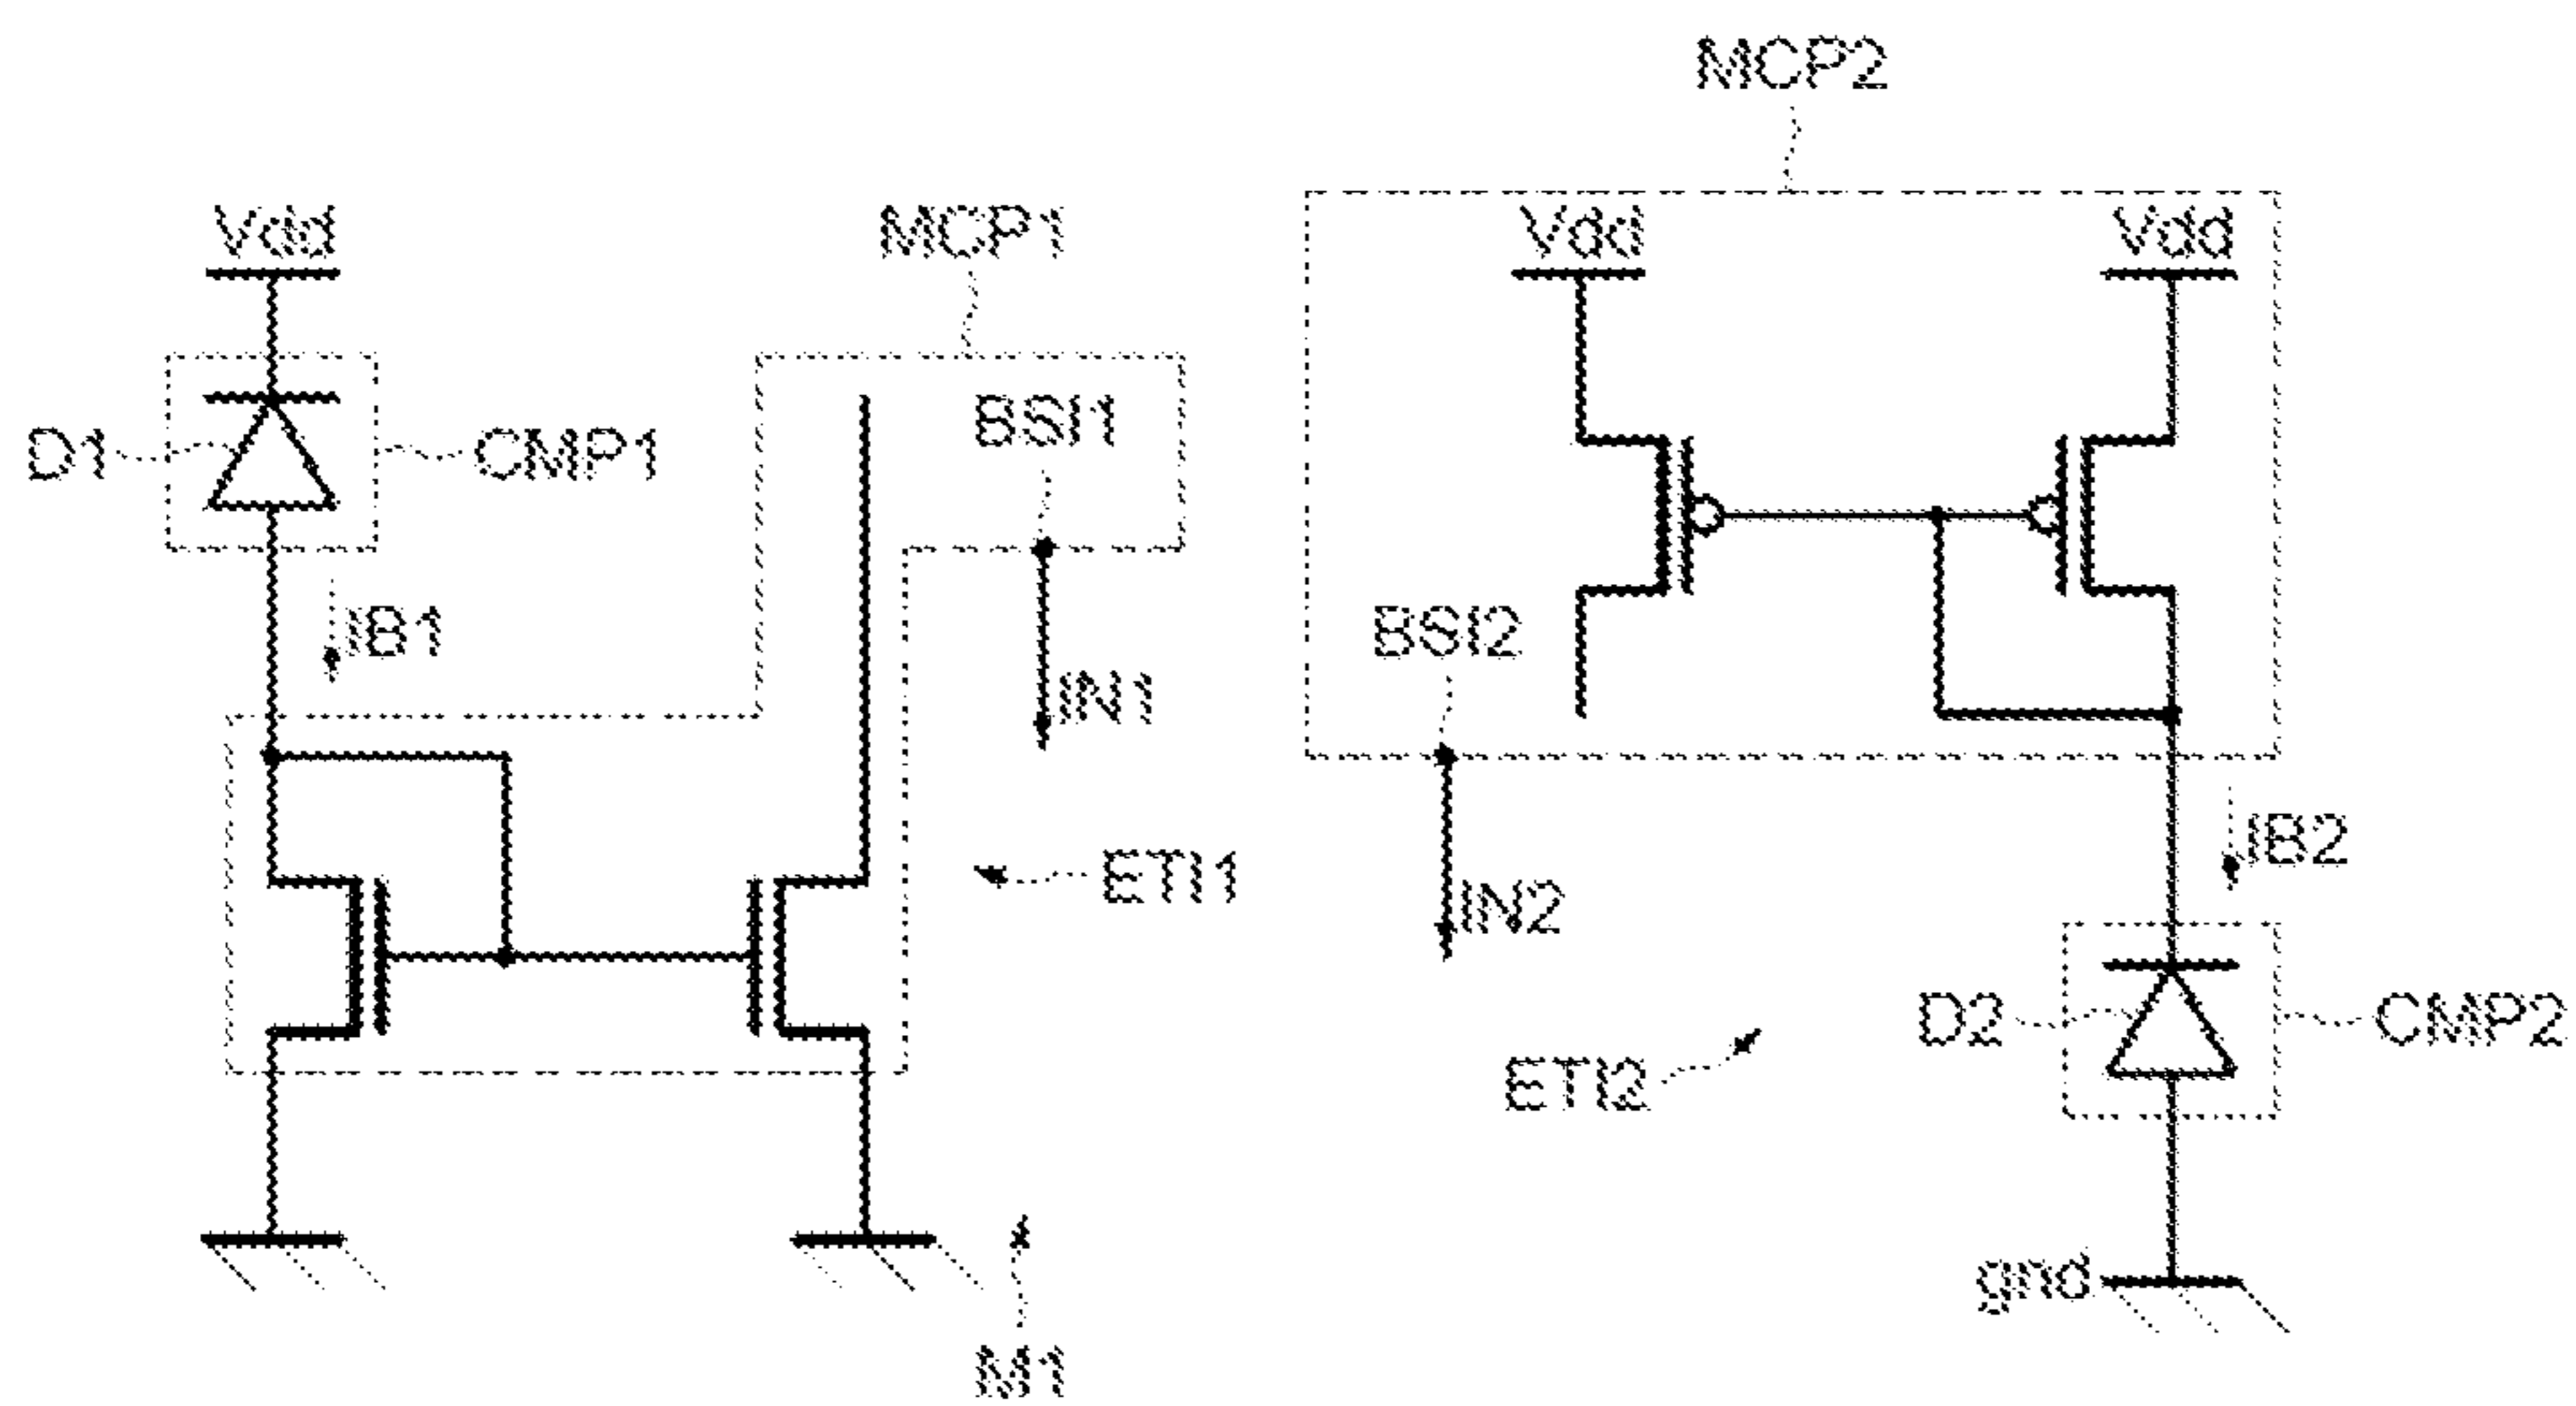 MCP2
Vdd
MCP1
Vdd
Vdd
BSI1
D1
CMP1
IB1
BSI2
IN1
IB2
ETI1
IN2
D2
CMP2
ETI2
gnd
M1